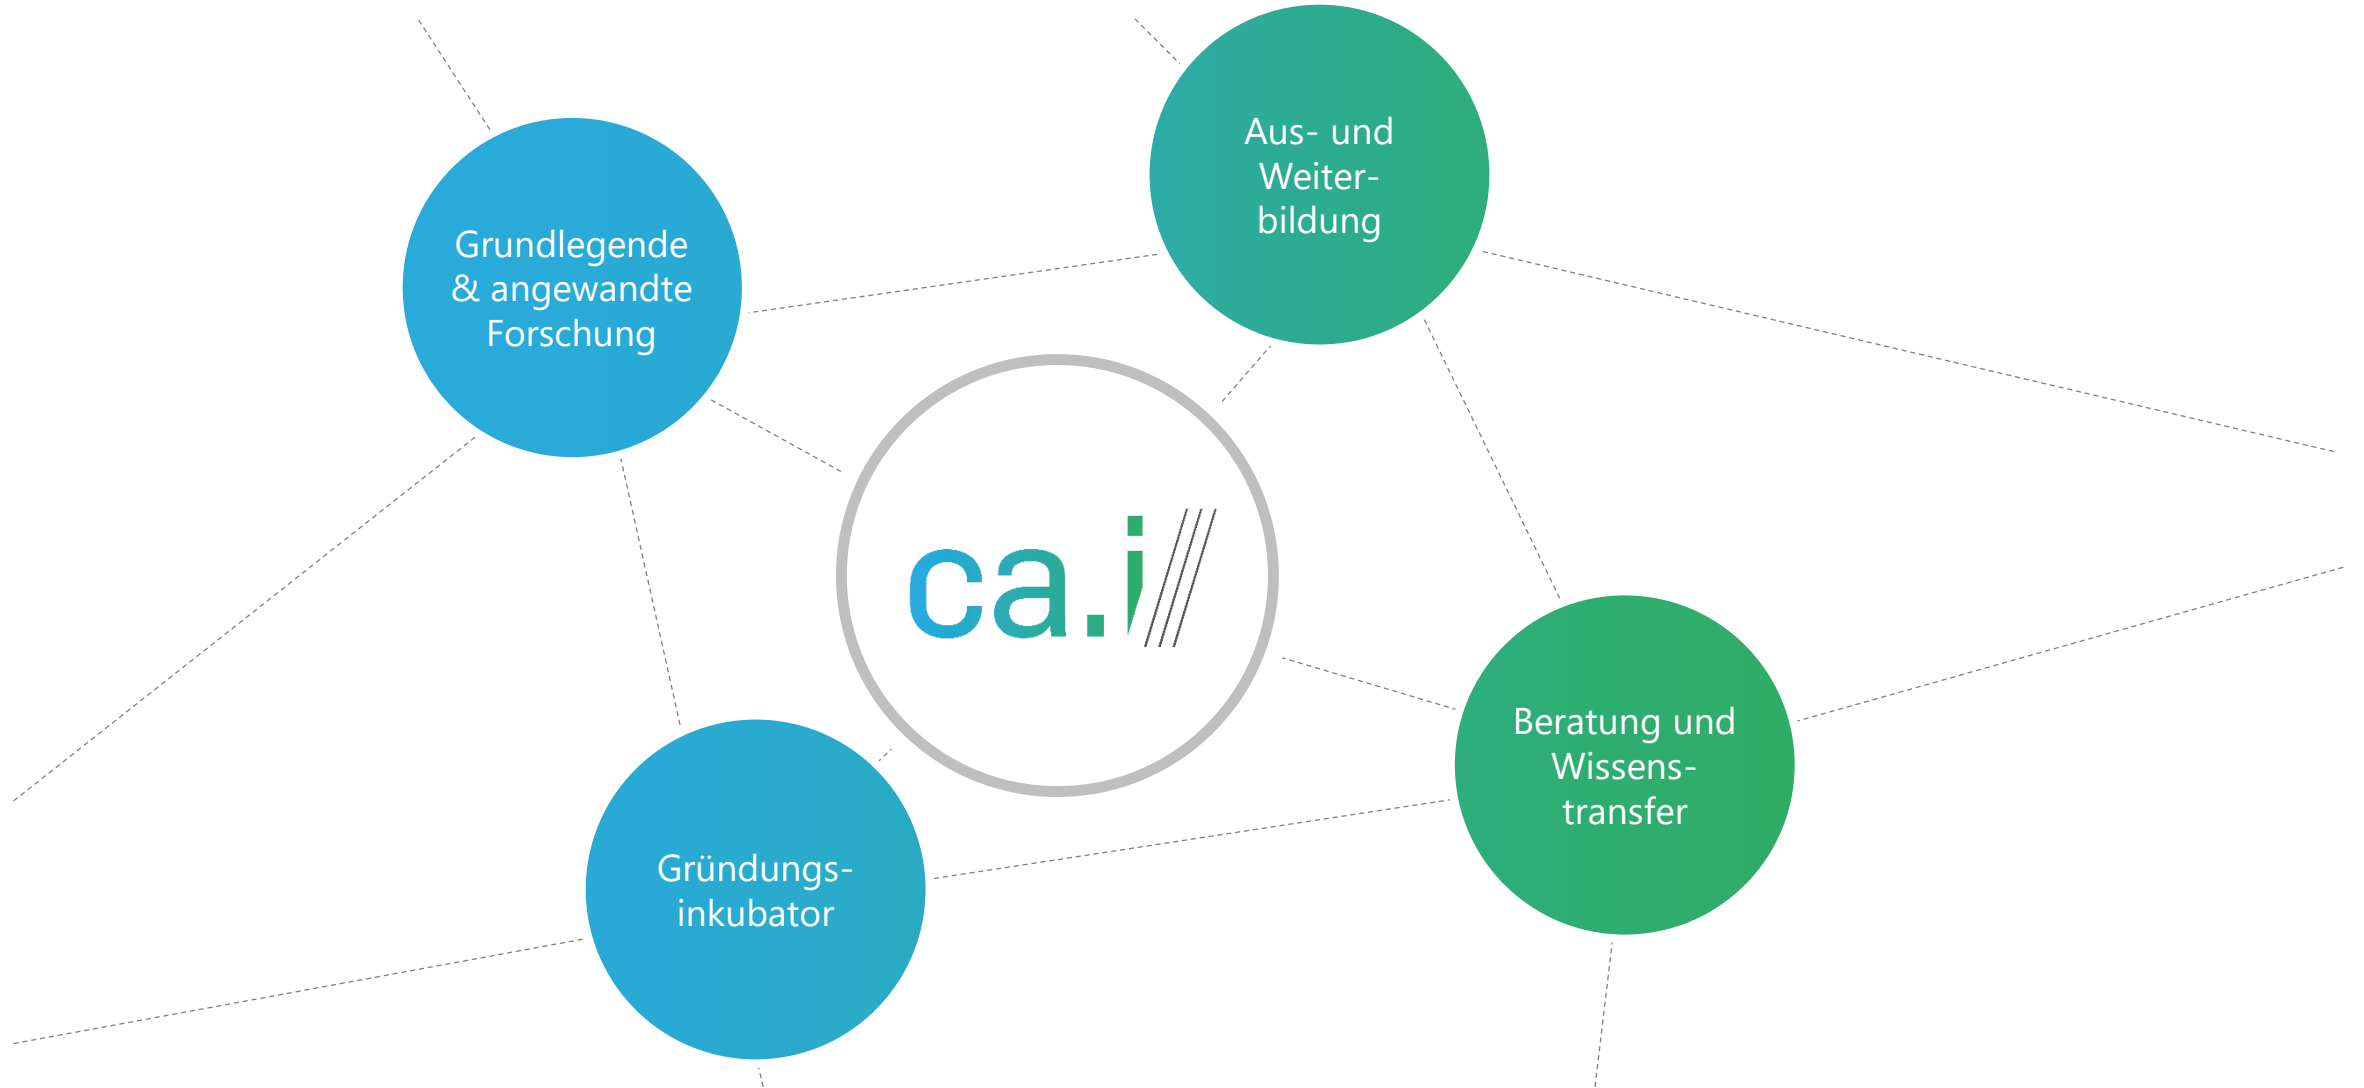 Aus- und
Weiter-
bildung
Grundlegende
& angewandte
Forschung
ca.i
Beratung und
Wissens-
transfer
Gründungs-
inkubator